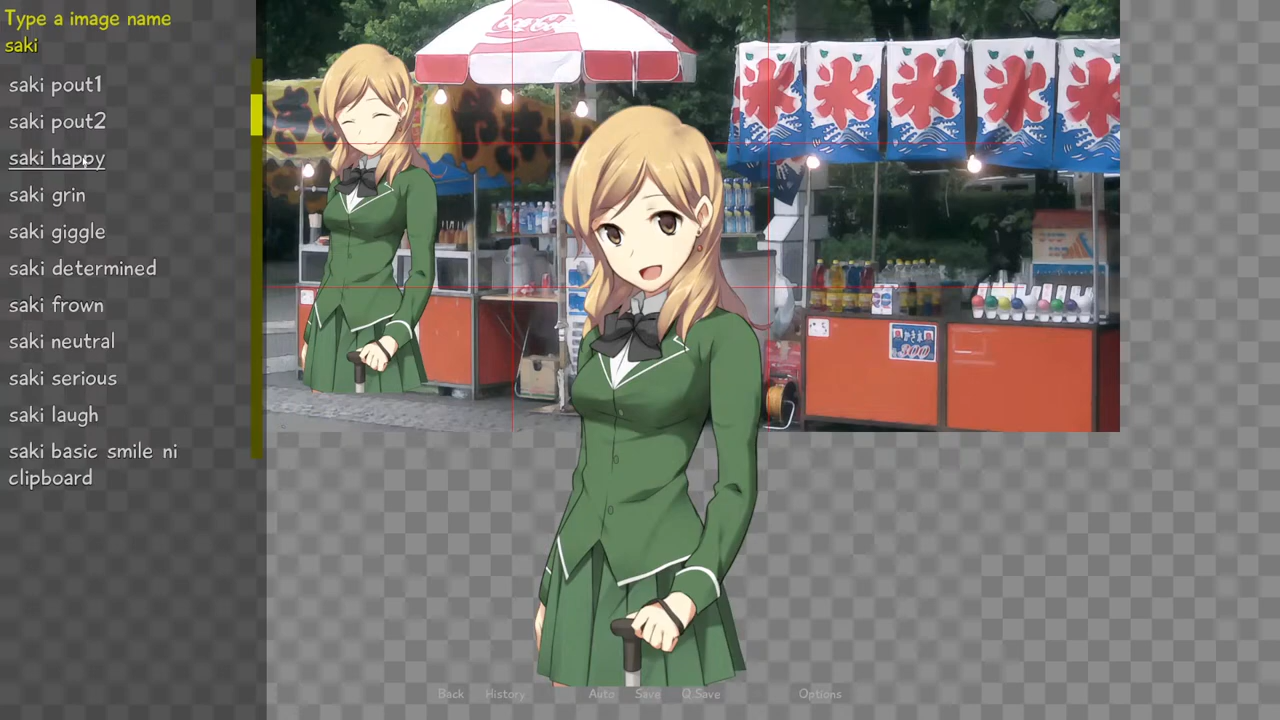 Type a image name
saki
saki pout1
saki pout2
saki happy
saki grin
saki giggle
saki determined
saki frown
saki neutral
saki serious
saki laugh
saki basic smile ni
clipboard
Coca-Cola
氷 氷 氷 氷 氷
Back History Auto Save Q.Save Options